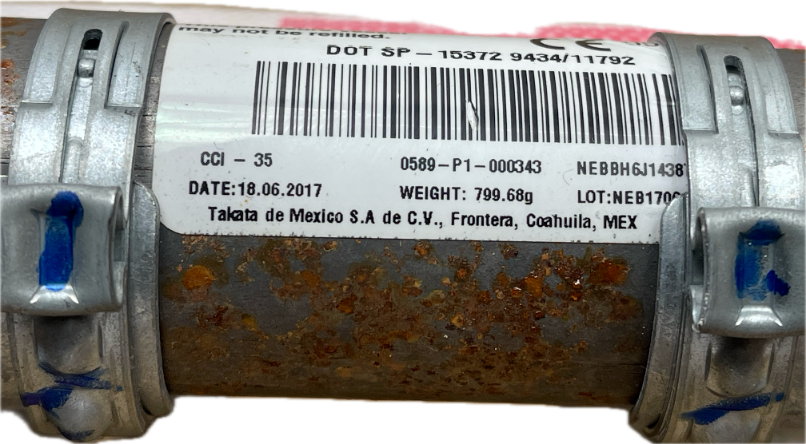 may not be refilled.
DOT SP-15372 9434/11792
CCI - 35 0589-P1-000343
DATE:18.06.2017 WEIGHT: 799.68g
Takata de Mexico S.A de C.V., Frontera, Coahuila, MEX